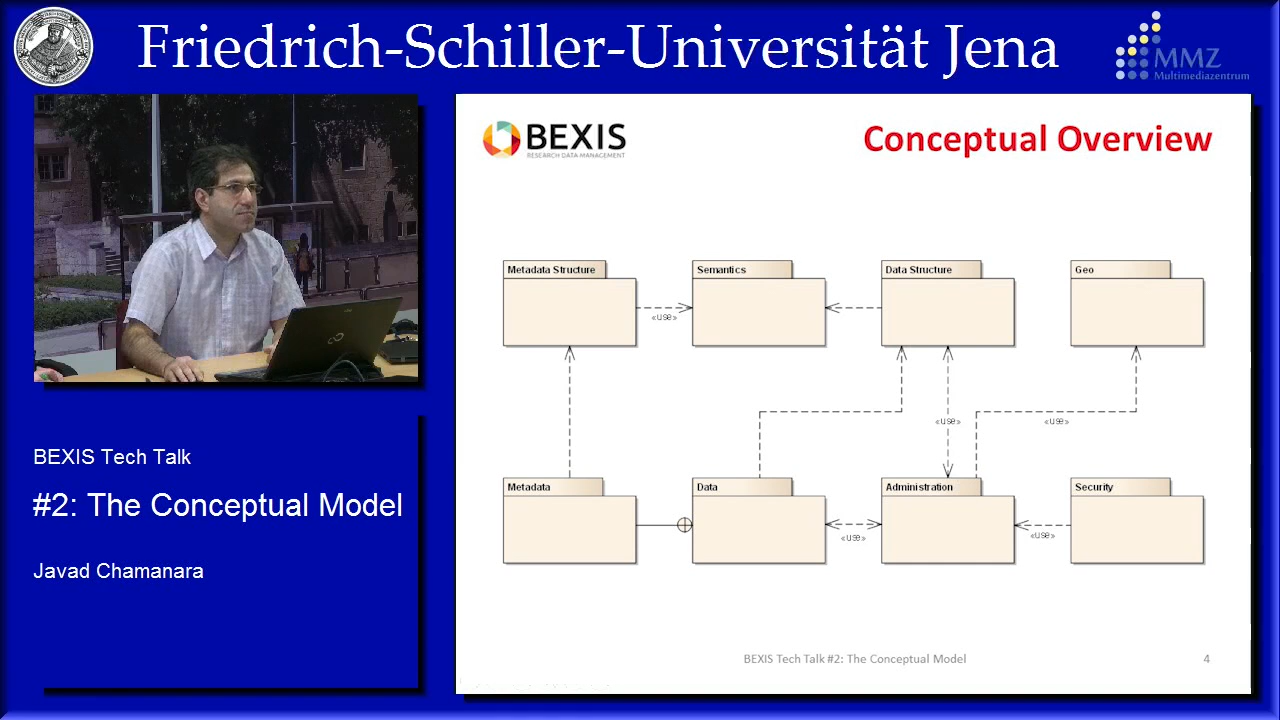 Friedrich-Schiller-Universität Jena
MMZ
Multimediazentrum
BEXIS
RESEARCH DATA MANAGEMENT
Conceptual Overview
Metadata Structure
Semantics
Data Structure
Geo
«use»
«use»
«use»
Metadata
Data
Administration
Security
«use»
«use»
BEXIS Tech Talk
#2: The Conceptual Model
Javad Chamanara
BEXIS Tech Talk #2: The Conceptual Model
4